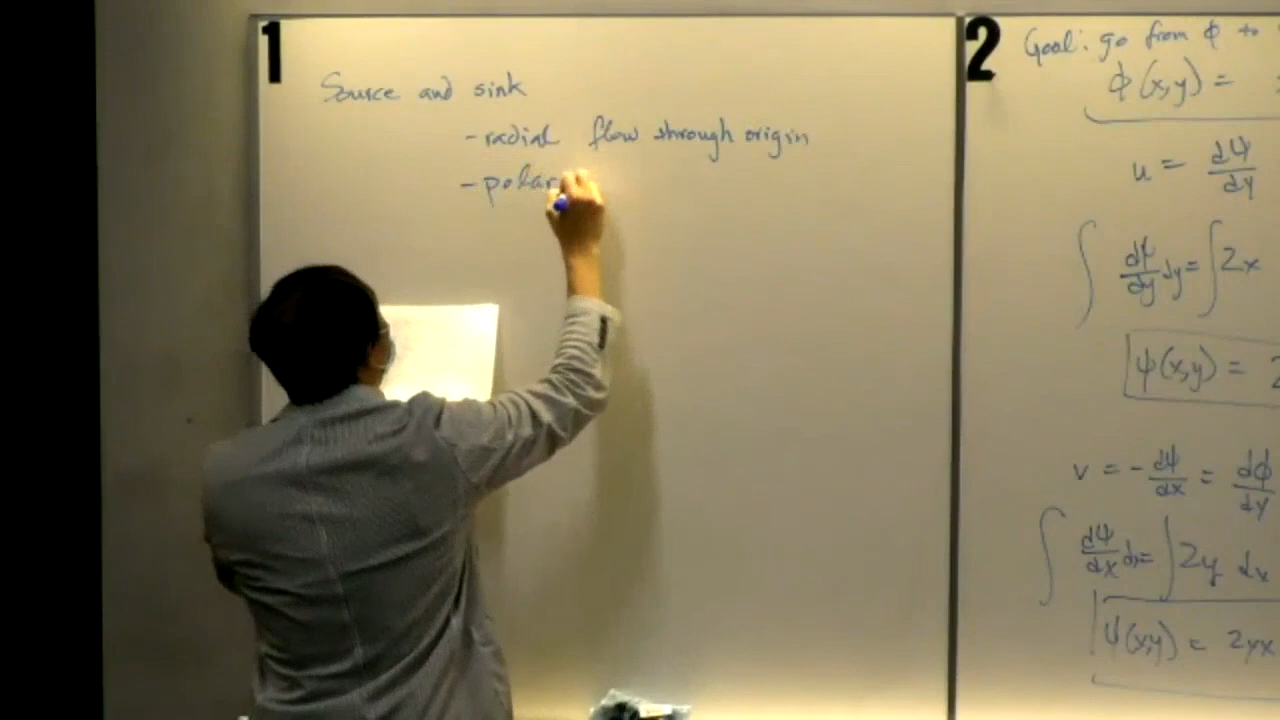 1
Source and sink
- radial flow through origin
- polar
2
Goal: go from ϕ to
ϕ(x,y) =
u = dψ/dy
∫ dψ/dy dy = ∫ 2x
ψ(x,y) = 2
v = - dψ/dx = dϕ/dy
∫ dψ/dx dx = ∫ 2y dx
ψ(x,y) = 2yx